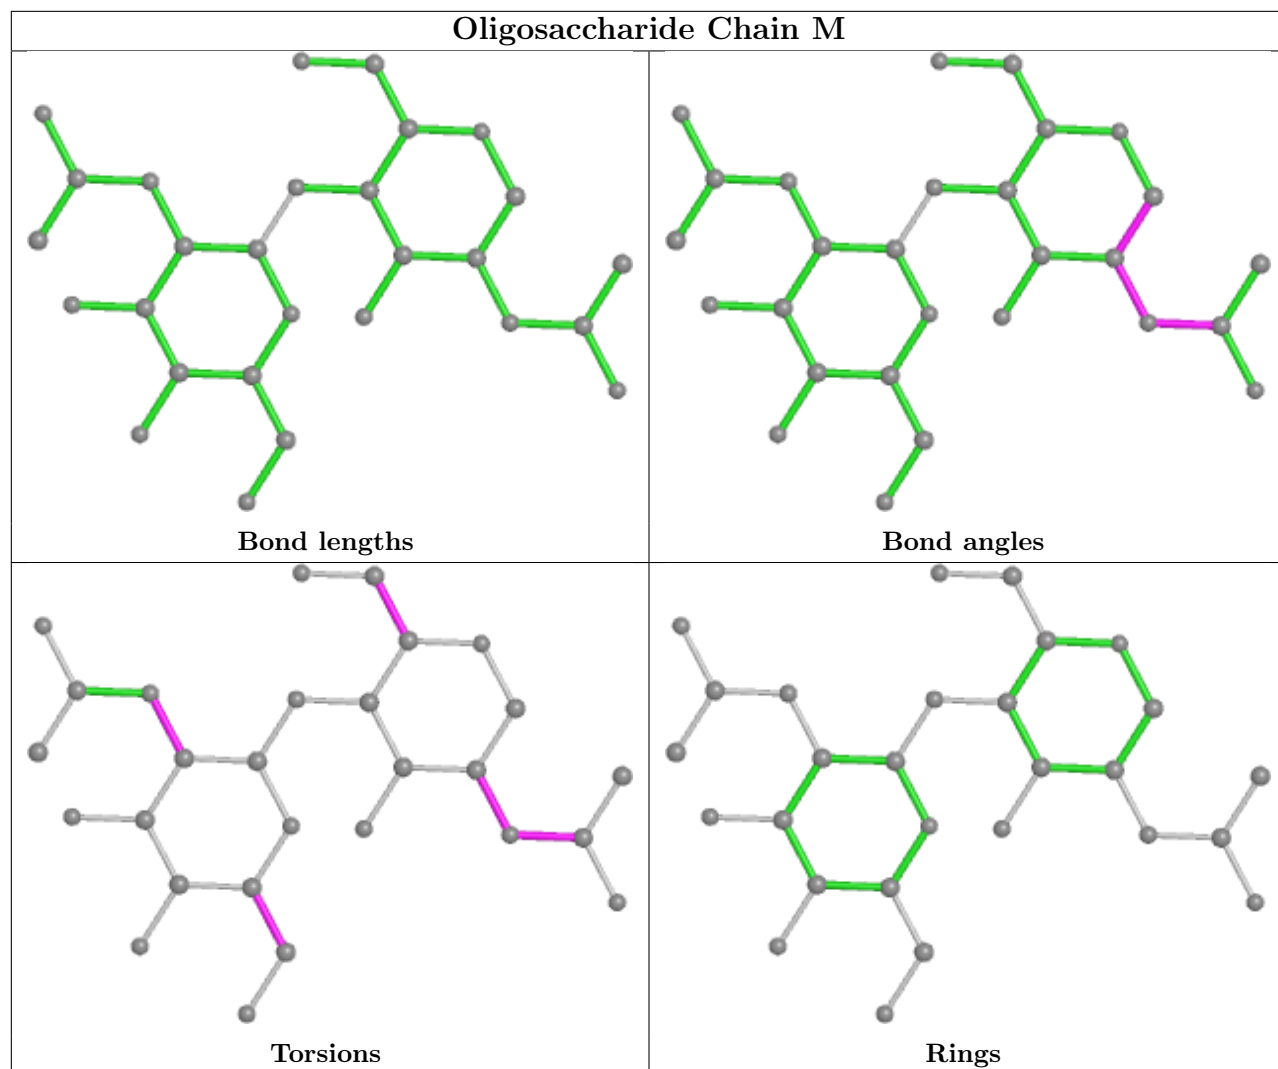 Oligosaccharide Chain M
Bond lengths
Bond angles
Torsions
Rings